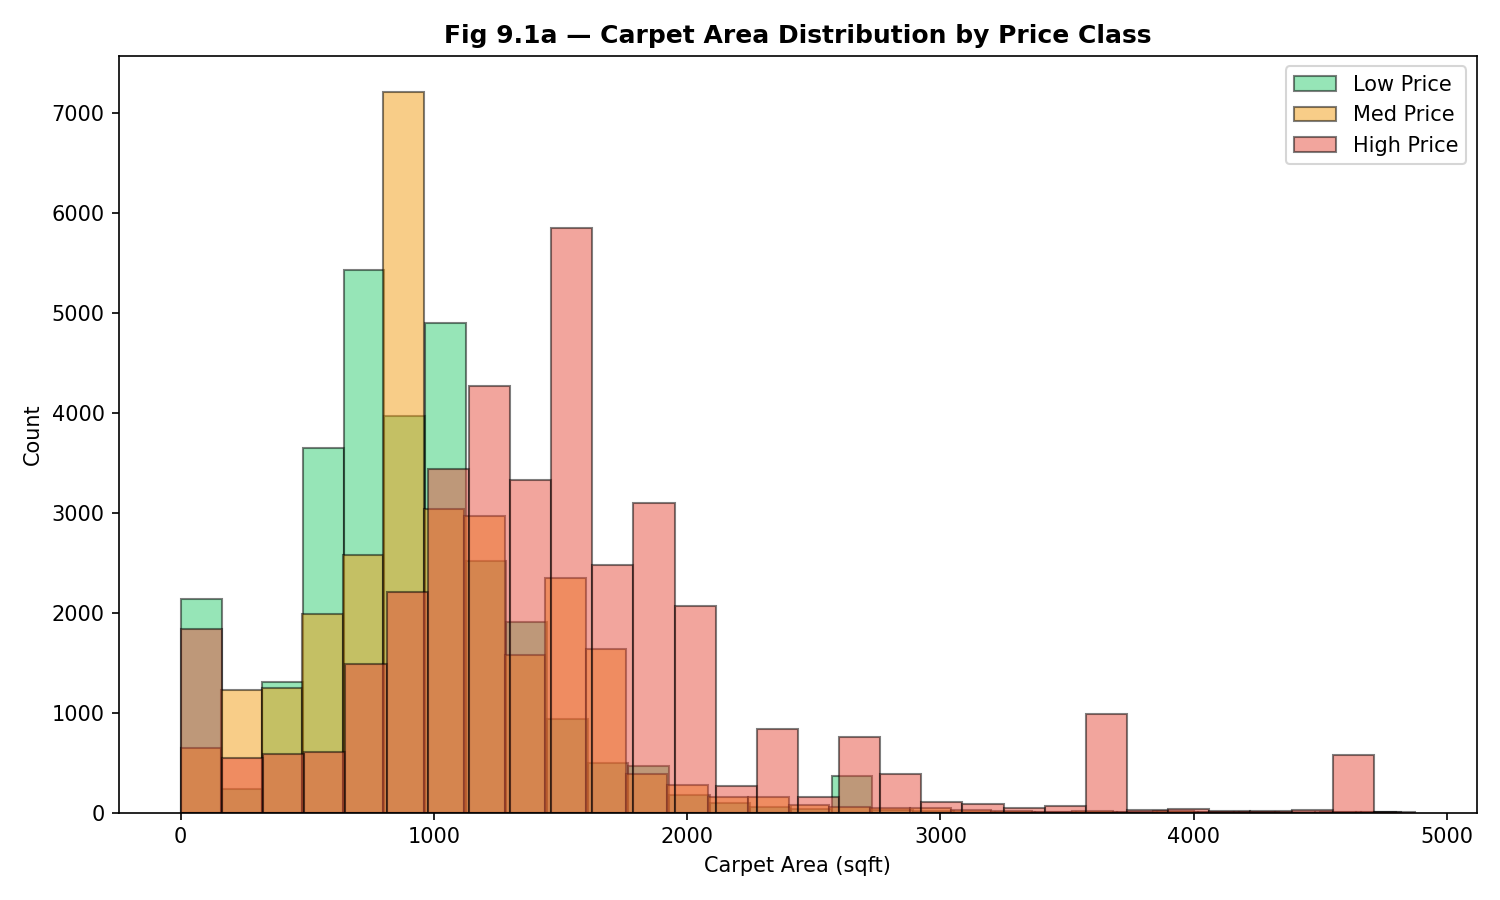 Fig 9.1a — Carpet Area Distribution by Price Class
Low Price
Med Price
High Price
7000
6000
5000
4000
3000
2000
1000
0
Count
0 1000 2000 3000 4000 5000
Carpet Area (sqft)